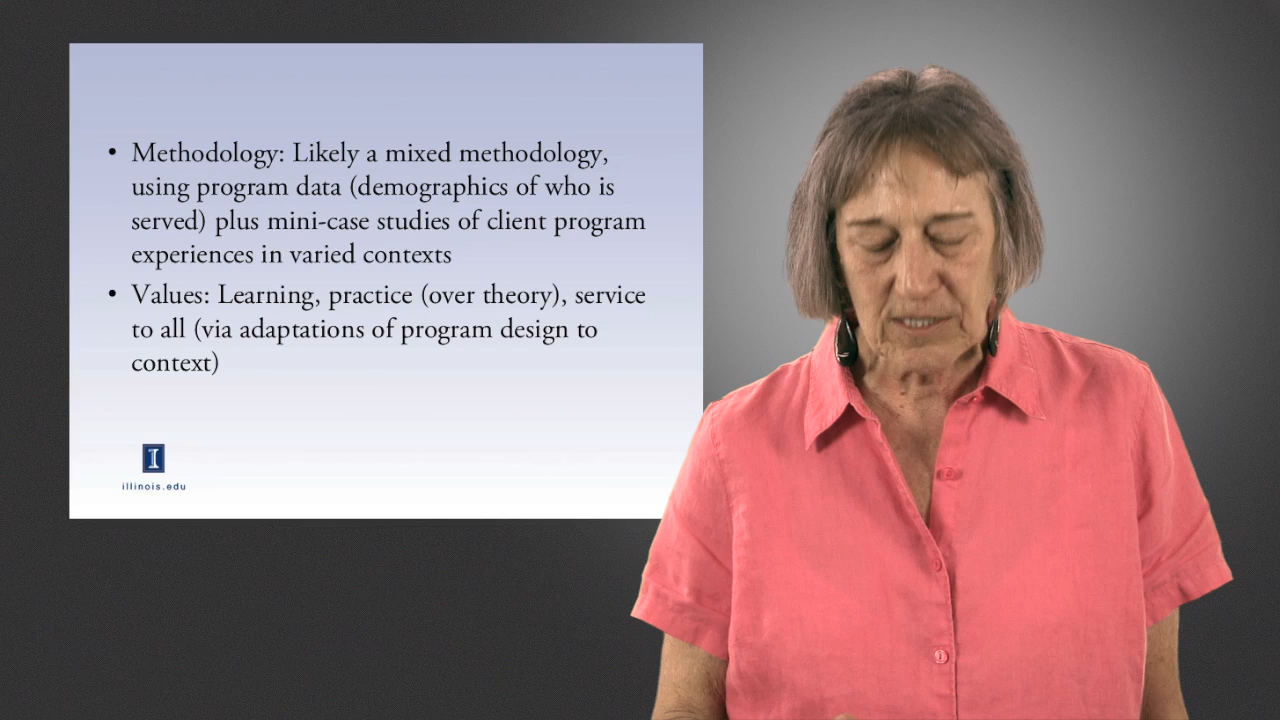 • Methodology: Likely a mixed methodology,
using program data (demographics of who is
served) plus mini-case studies of client program
experiences in varied contexts
• Values: Learning, practice (over theory), service
to all (via adaptations of program design to
context)
I
illinois.edu